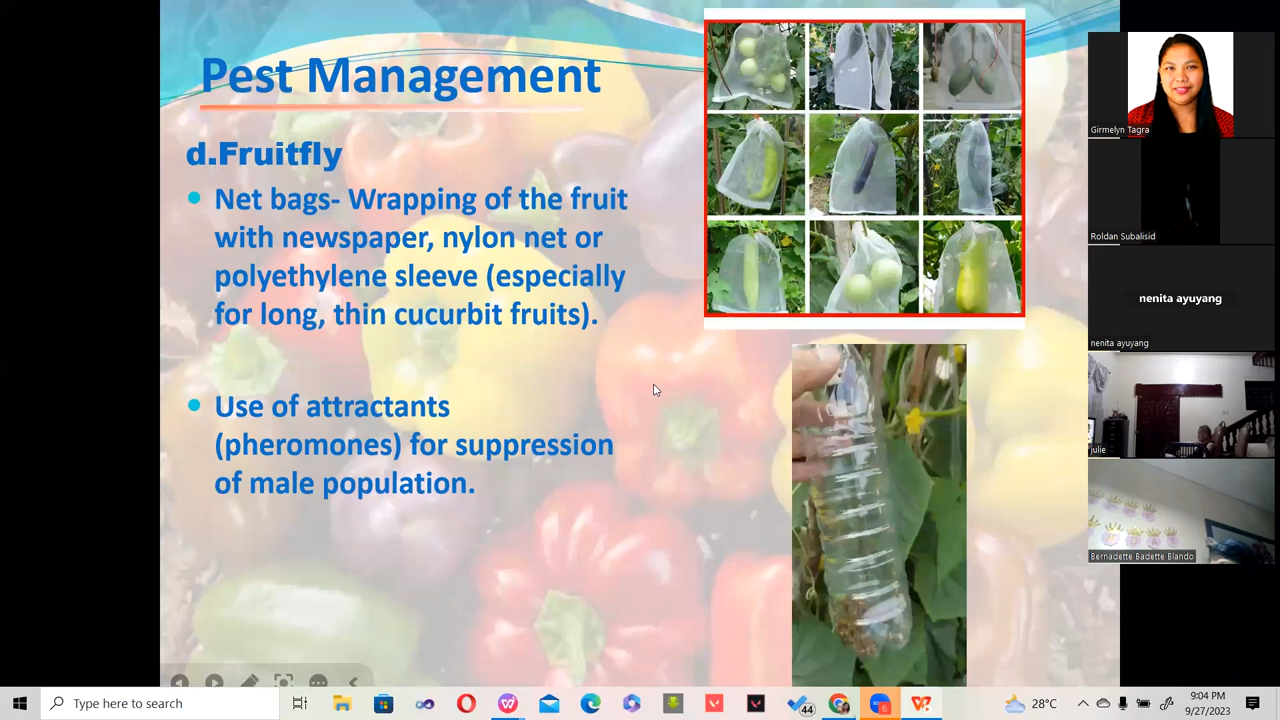 Pest Management
d.Fruitfly
Net bags- Wrapping of the fruit
with newspaper, nylon net or
polyethylene sleeve (especially
for long, thin cucurbit fruits).
Use of attractants
(pheromones) for suppression
of male population.
Girmelyn Tagra
Roldan Subalisid
nenita ayuyang
nenita ayuyang
julie
Bernadette Badette Blando
Type here to search
44
6
28°C
9:04 PM
9/27/2023